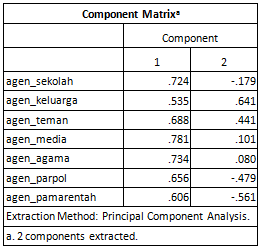 Component Matrixᵃ
Component
1 2
agen_sekolah .724 -.179
agen_keluarga .535 .641
agen_teman .688 .441
agen_media .781 .101
agen_agama .734 .080
agen_parpol .656 -.479
agen_pamarentah .606 -.561
Extraction Method: Principal Component Analysis.
a. 2 components extracted.